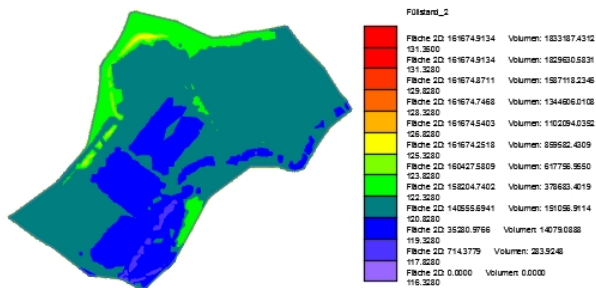 Füllstand_2
Fläche 2D: 161674.9134 Volumen: 1833187.4312
131.3500
Fläche 2D: 161674.9134 Volumen: 1829630.5831
131.3280
Fläche 2D: 161674.8711 Volumen: 1587118.2346
129.8280
Fläche 2D: 161674.7468 Volumen: 1344606.0108
128.3280
Fläche 2D: 161674.5403 Volumen: 1102094.0352
126.8280
Fläche 2D: 161674.2518 Volumen: 859582.4309
125.3280
Fläche 2D: 160427.5809 Volumen: 617756.9550
123.8280
Fläche 2D: 158204.7402 Volumen: 378683.4019
122.3280
Fläche 2D: 140555.6941 Volumen: 151056.9114
120.8280
Fläche 2D: 35280.9766 Volumen: 14079.0888
119.3280
Fläche 2D: 714.3779 Volumen: 283.9248
117.8280
Fläche 2D: 0.0000 Volumen: 0.0000
116.3280